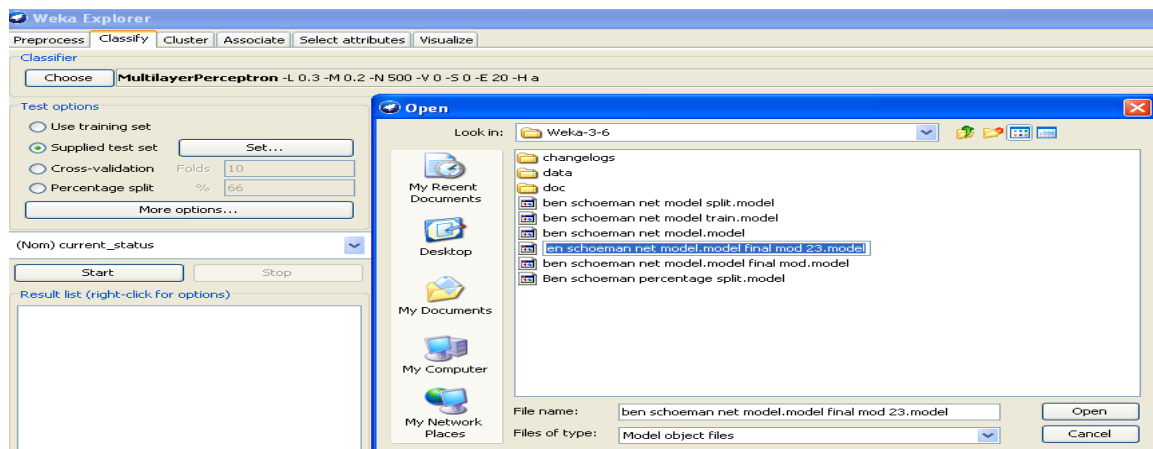 Weka Explorer
Preprocess Classify Cluster Associate Select attributes Visualize
Classifier
Choose MultilayerPerceptron -L 0.3 -M 0.2 -N 500 -V 0 -S 0 -E 20 -H a
Test options
Use training set
Supplied test set Set...
Cross-validation Folds 10
Percentage split % 66
More options...
(Nom) current_status
Start Stop
Result list (right-click for options)
Open
Look in: Weka-3-6
My Recent Documents
Desktop
My Documents
My Computer
My Network Places
changelogs
data
doc
ben schoeman net model split.model
ben schoeman net model train.model
ben schoeman net model.model
en schoeman net model.model final mod 23.model
ben schoeman net model.model final mod.model
Ben schoeman percentage split.model
File name: ben schoeman net model.model final mod 23.model Open
Files of type: Model object files Cancel